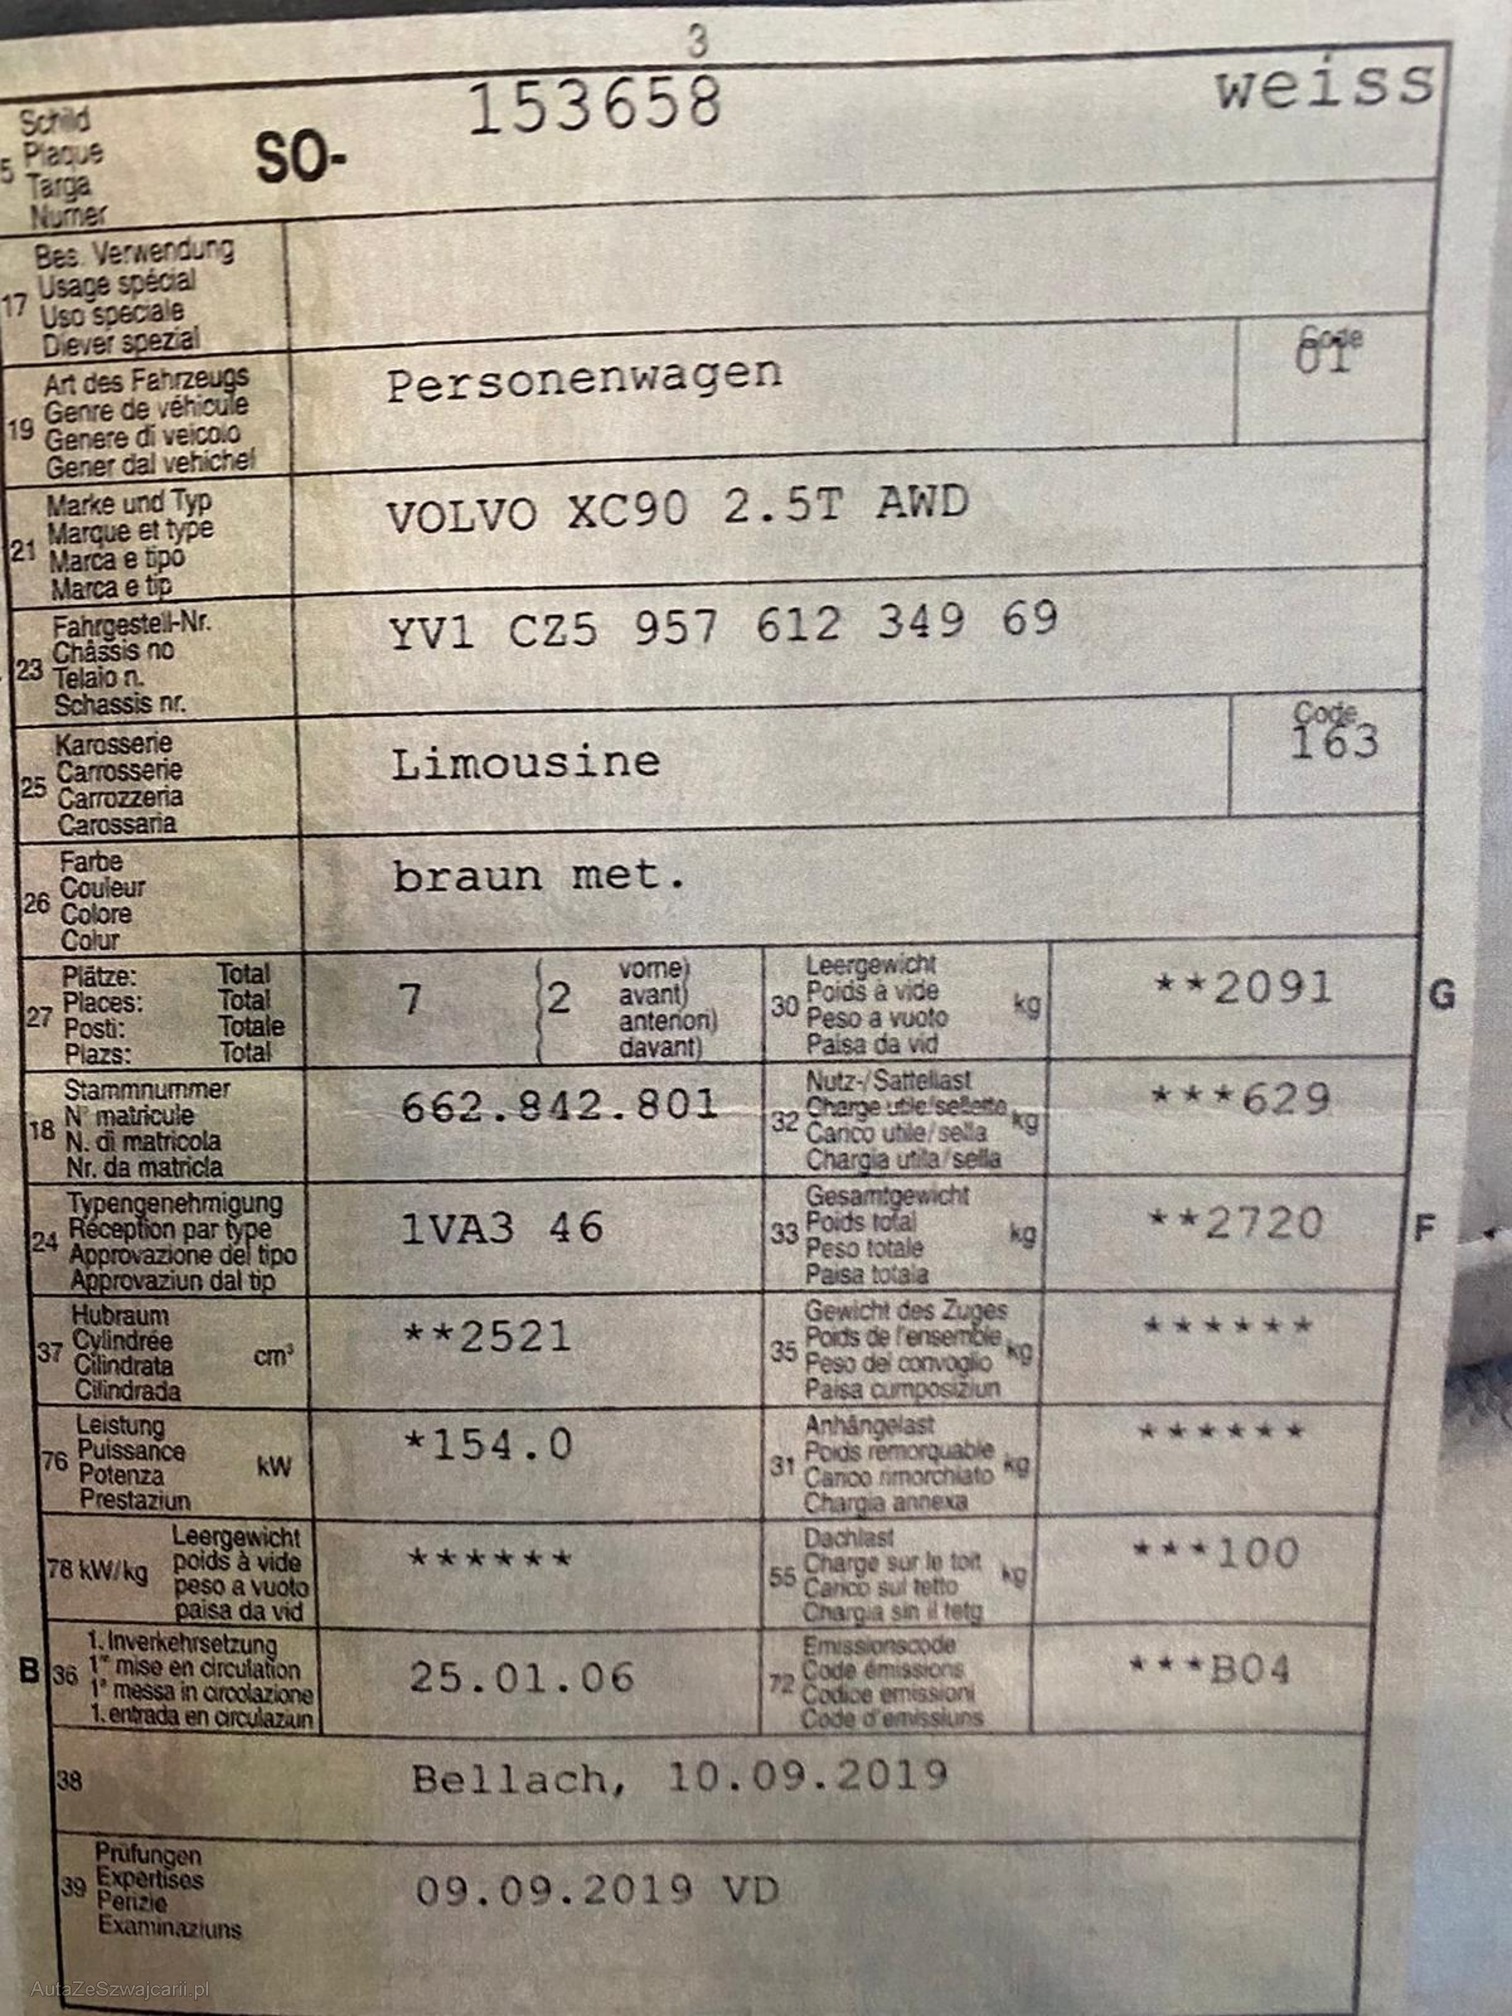 3
15 Schild
Plaque
Targa
Numer
SO- 153658 weiss
17 Bes. Verwendung
Usage spécial
Uso speciale
Diever spezial
19 Art des Fahrzeugs
Genre de véhicule
Genere di veicolo
Gener dal vehichel
Personenwagen
Code
01
21 Marke und Typ
Marque et type
Marca e tipo
Marca e tip
VOLVO XC90 2.5T AWD
23 Fahrgestell-Nr.
Châssis no
Telaio n.
Schassis nr.
YV1 CZ5 957 612 349 69
25 Karosserie
Carrosserie
Carrozzeria
Carossaria
Limousine
Code
163
26 Farbe
Couleur
Colore
Colur
braun met.
27 Plätze: Total
Places: Total
Posti: Totale
Plazs: Total
7 ( 2 vorne)
avant)
anteriori)
davant)
30 Leergewicht
Poids à vide
Peso a vuoto
Paisa da vid
kg
**2091
G
18 Stammnummer
N° matricule
N. di matricola
Nr. da matricla
662.842.801
32 Nutz-/Sattellast
Charge utile/sellette
Carico utile/sella
Chargia utila/sella
kg
***629
24 Typengenehmigung
Réception par type
Approvazione del tipo
Approvaziun dal tip
1VA3 46
33 Gesamtgewicht
Poids total
Peso totale
Paisa totala
kg
**2720
F
37 Hubraum
Cylindrée
Cilindrata
Cilindrada
cm³
**2521
35 Gewicht des Zuges
Poids de l'ensemble
Peso del convoglio
Paisa cumposiziun
kg
******
76 Leistung
Puissance
Potenza
Prestaziun
kW
*154.0
31 Anhängelast
Poids remorquable
Carico rimorchiato
Chargia annexa
kg
******
78 kW/kg Leergewicht
poids à vide
peso a vuoto
paisa da vid
******
55 Dachlast
Charge sur le toit
Carico sul tetto
Chargia sin il tetg
kg
***100
B 36 1. Inverkehrsetzung
1re mise en circulation
1a messa in circolazione
1. entrada en circulaziun
25.01.06
72 Emissionscode
Code émissions
Codice emissioni
Code d'emissiuns
***B04
38 Bellach, 10.09.2019
39 Prüfungen
Expertises
Perizie
Examinaziuns
09.09.2019 VD
AutaZeSzwajcarii.pl